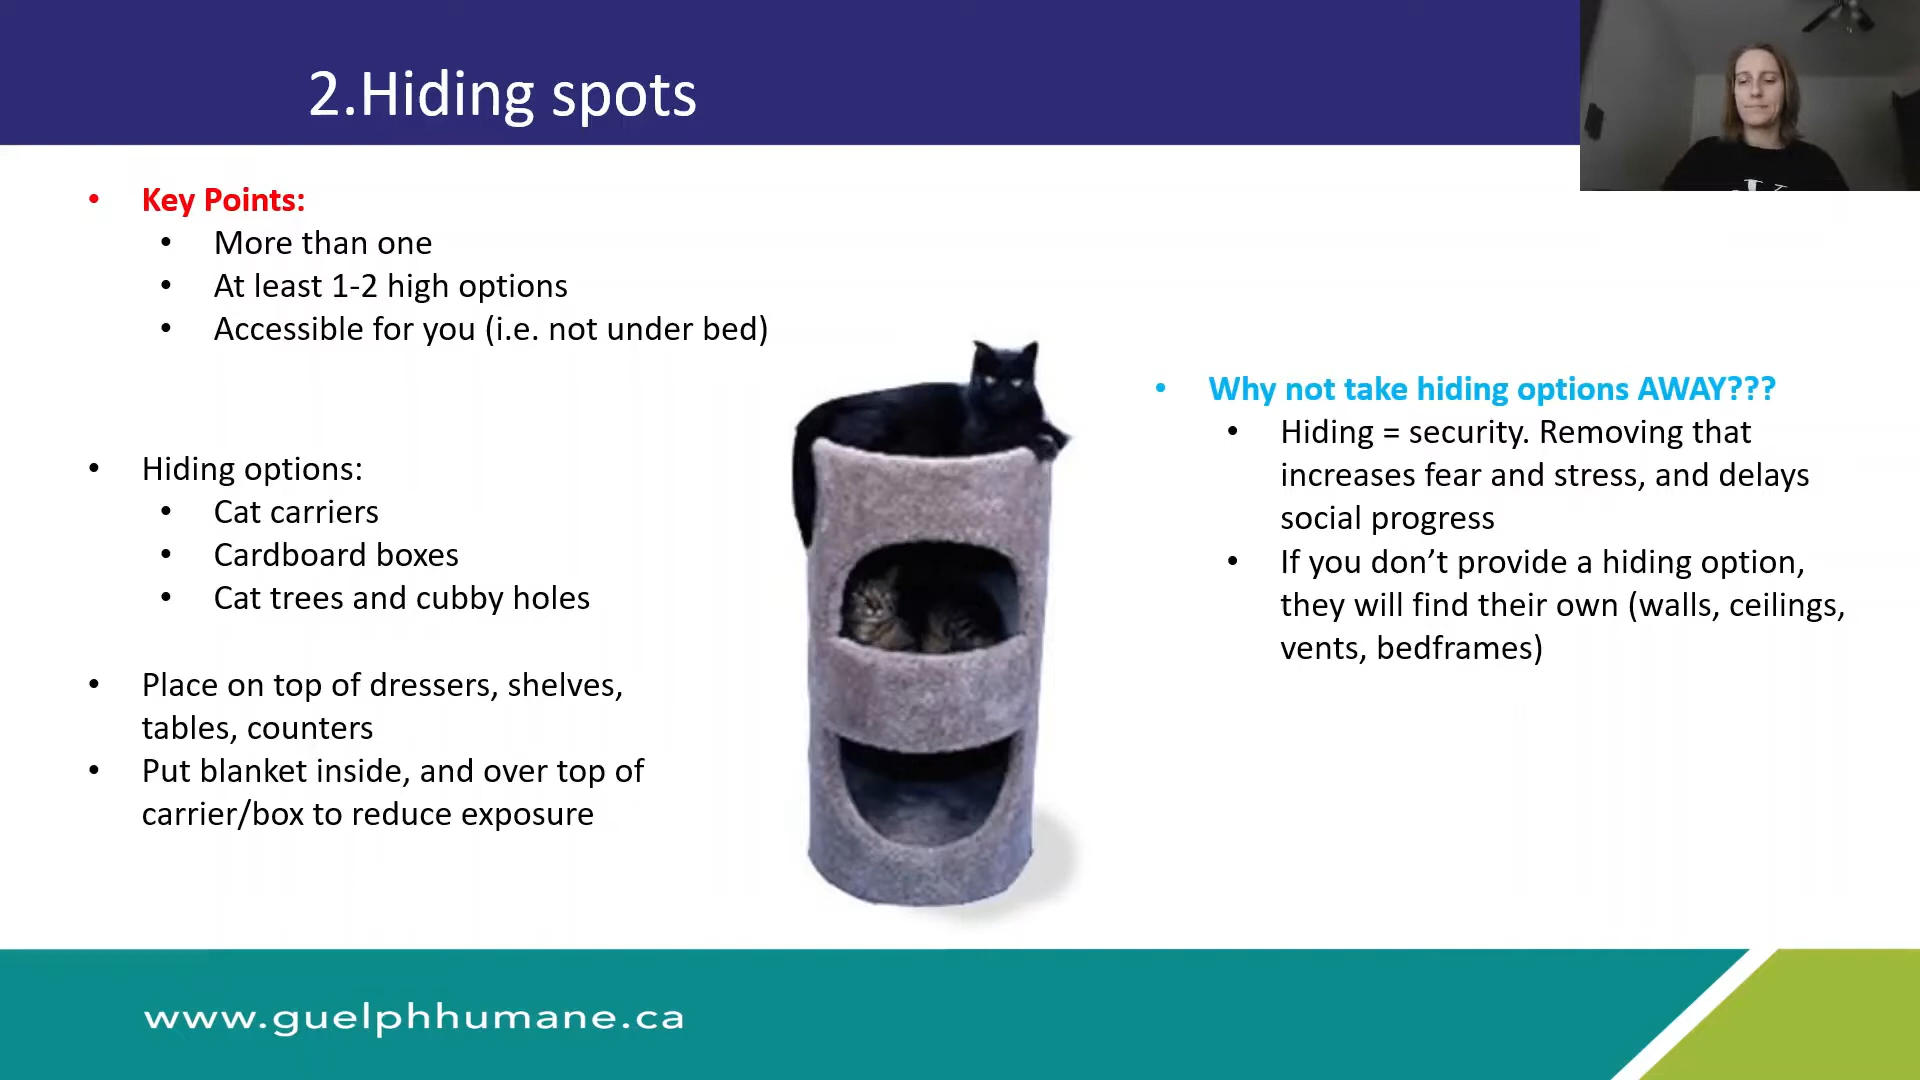 2.Hiding spots
• Key Points:
• More than one
• At least 1-2 high options
• Accessible for you (i.e. not under bed)
• Hiding options:
• Cat carriers
• Cardboard boxes
• Cat trees and cubby holes
• Place on top of dressers, shelves,
tables, counters
• Put blanket inside, and over top of
carrier/box to reduce exposure
• Why not take hiding options AWAY???
• Hiding = security. Removing that
increases fear and stress, and delays
social progress
• If you don’t provide a hiding option,
they will find their own (walls, ceilings,
vents, bedframes)
www.guelphhumane.ca